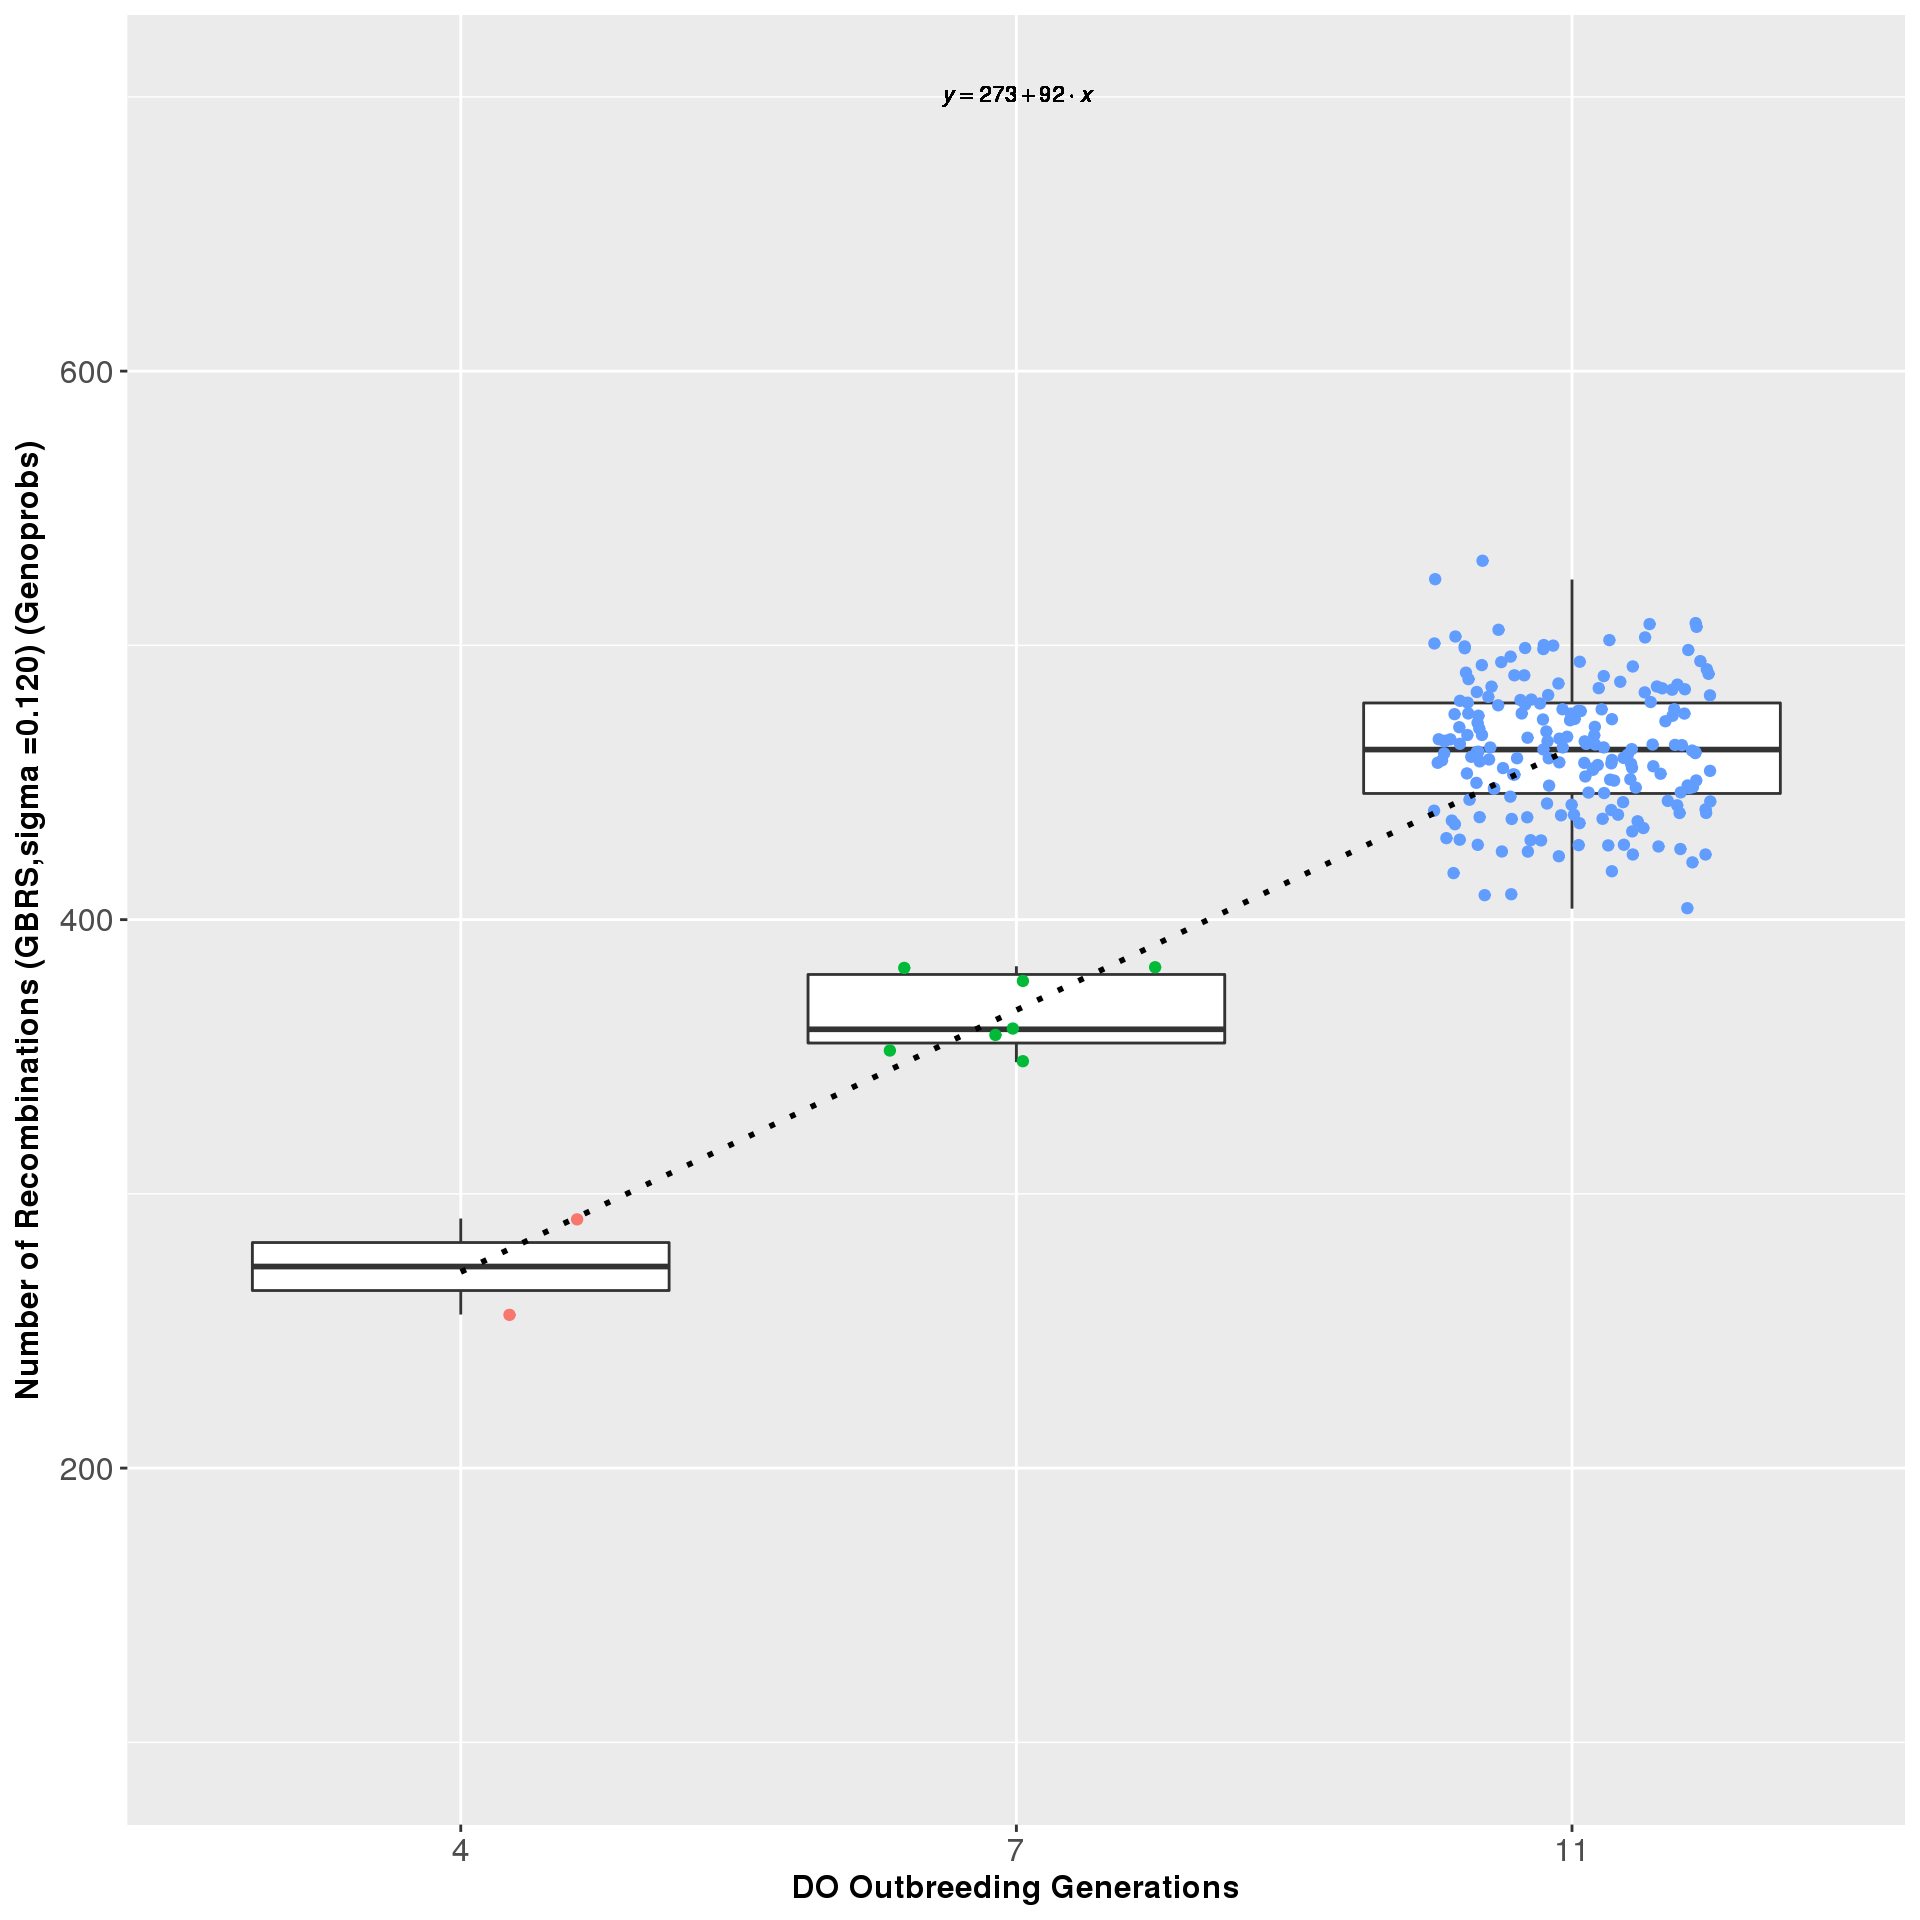 y = 273 + 92 · x
600
400
200
Number of Recombinations (GBRS,sigma =0.120) (Genoprobs)
4 7 11
DO Outbreeding Generations